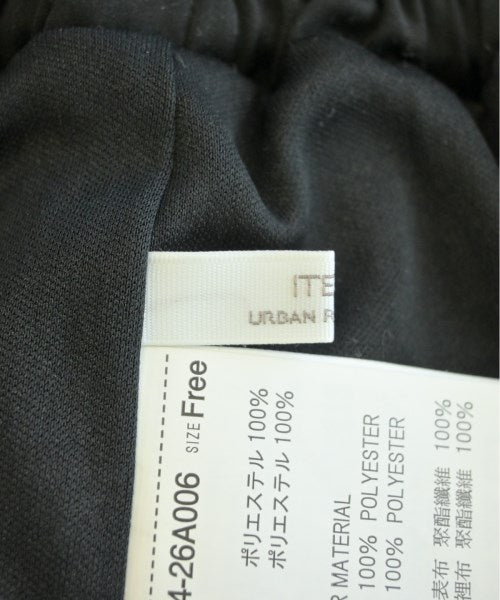 ITE
URBAN R
4-26A006 SIZE Free
ポリエステル 100%
ポリエステル 100%
R MATERIAL
100% POLYESTER
100% POLYESTER
表布 聚酯纖維 100%
裡布 聚酯纖維 100%